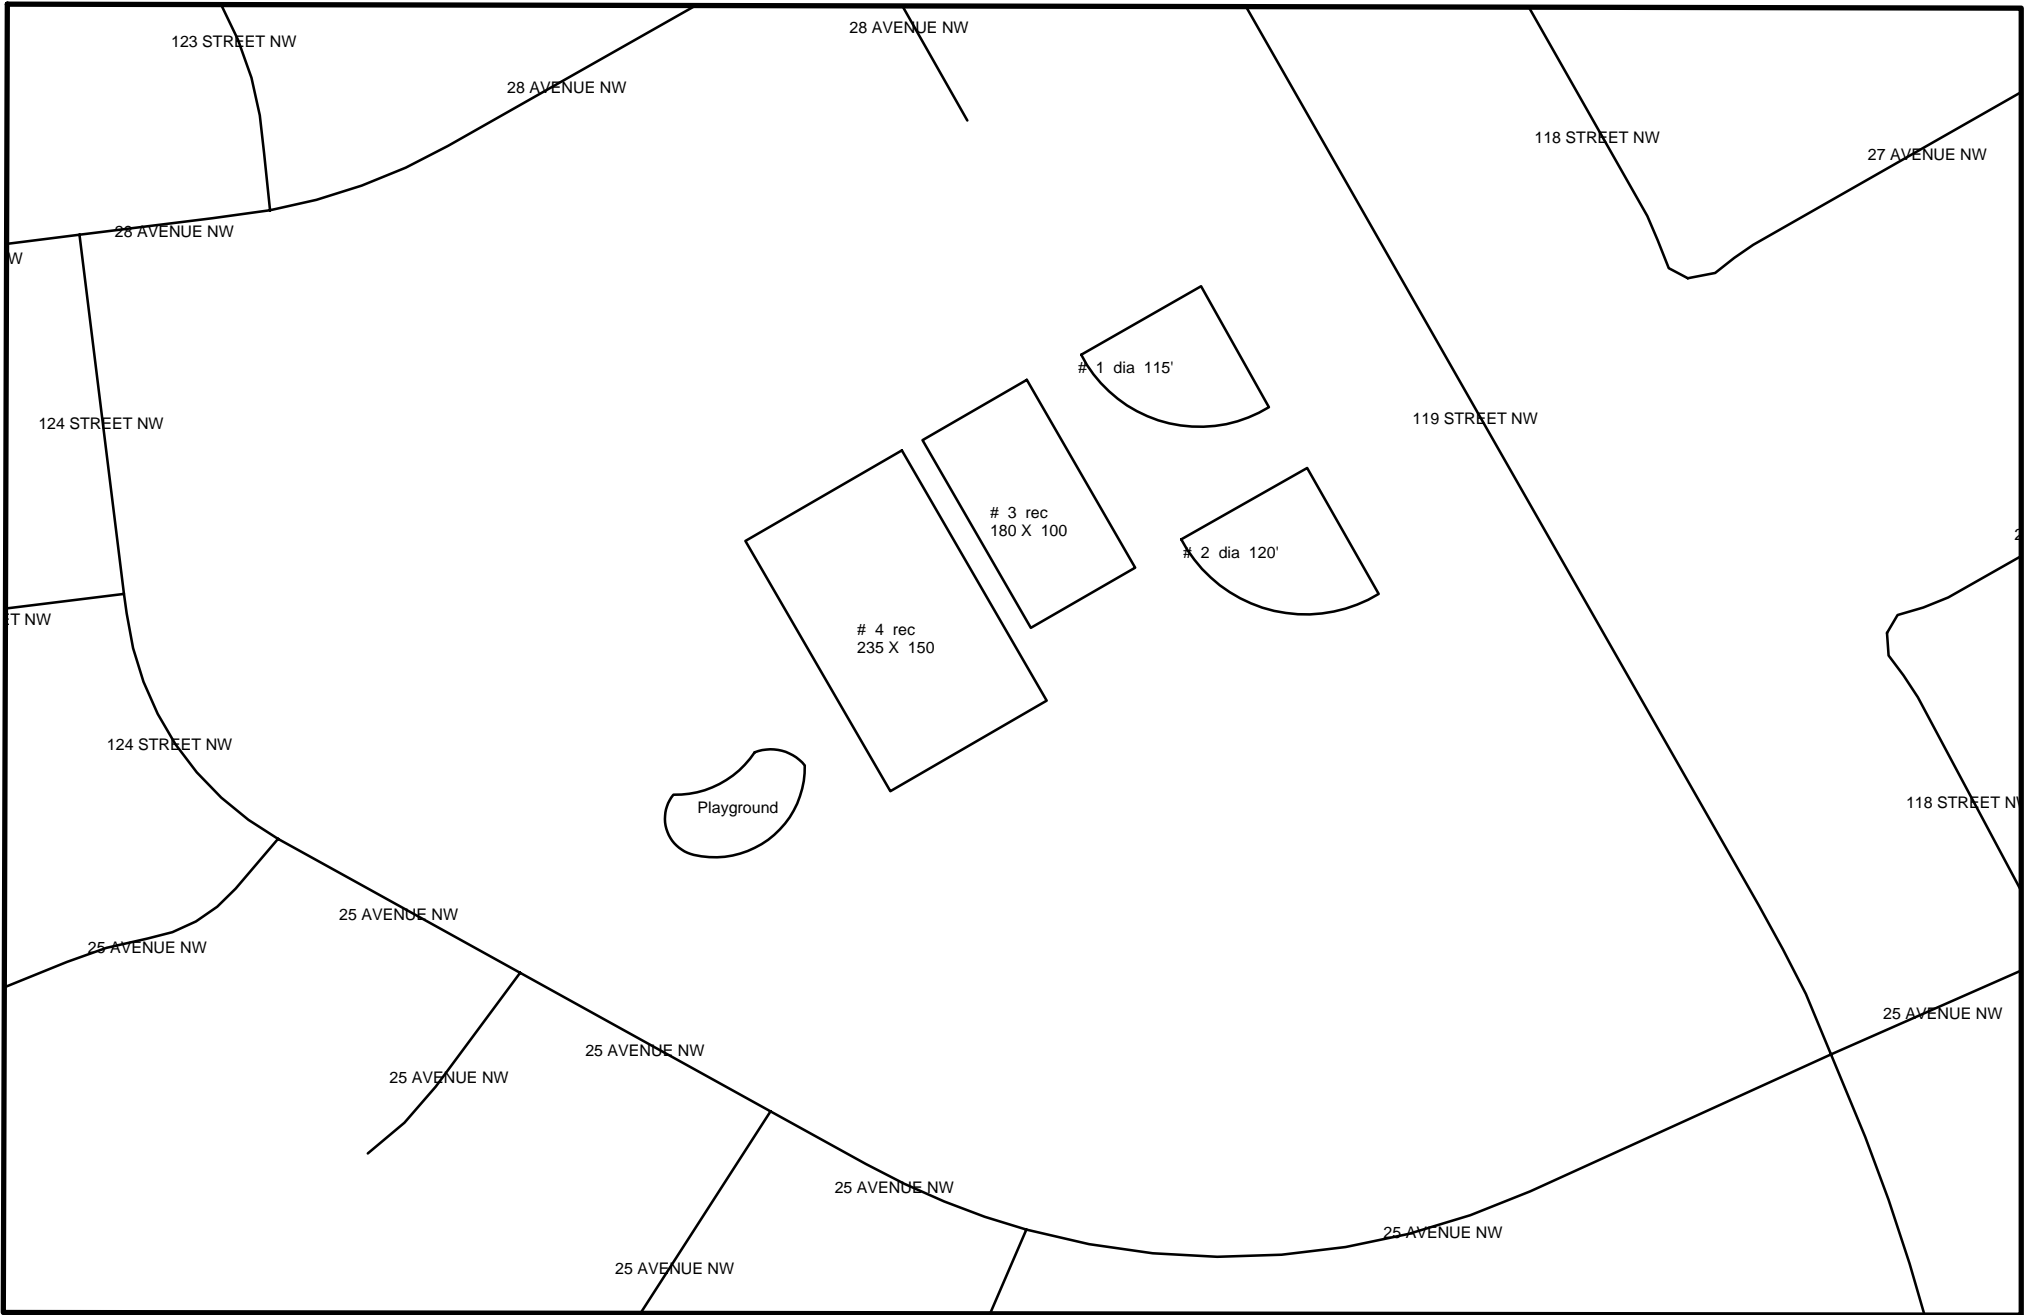 28 AVENUE NW
123 STREET NW
28 AVENUE NW
118 STREET NW
27 AVENUE NW
28 AVENUE NW
W
# 1 dia 115'
119 STREET NW
124 STREET NW
# 3 rec
180 X 100
# 2 dia 120'
2
ET NW
# 4 rec
235 X 150
124 STREET NW
118 STREET N
Playground
25 AVENUE NW
25 AVENUE NW
25 AVENUE NW
25 AVENUE NW
25 AVENUE NW
25 AVENUE NW
25 AVENUE NW
25 AVENUE NW